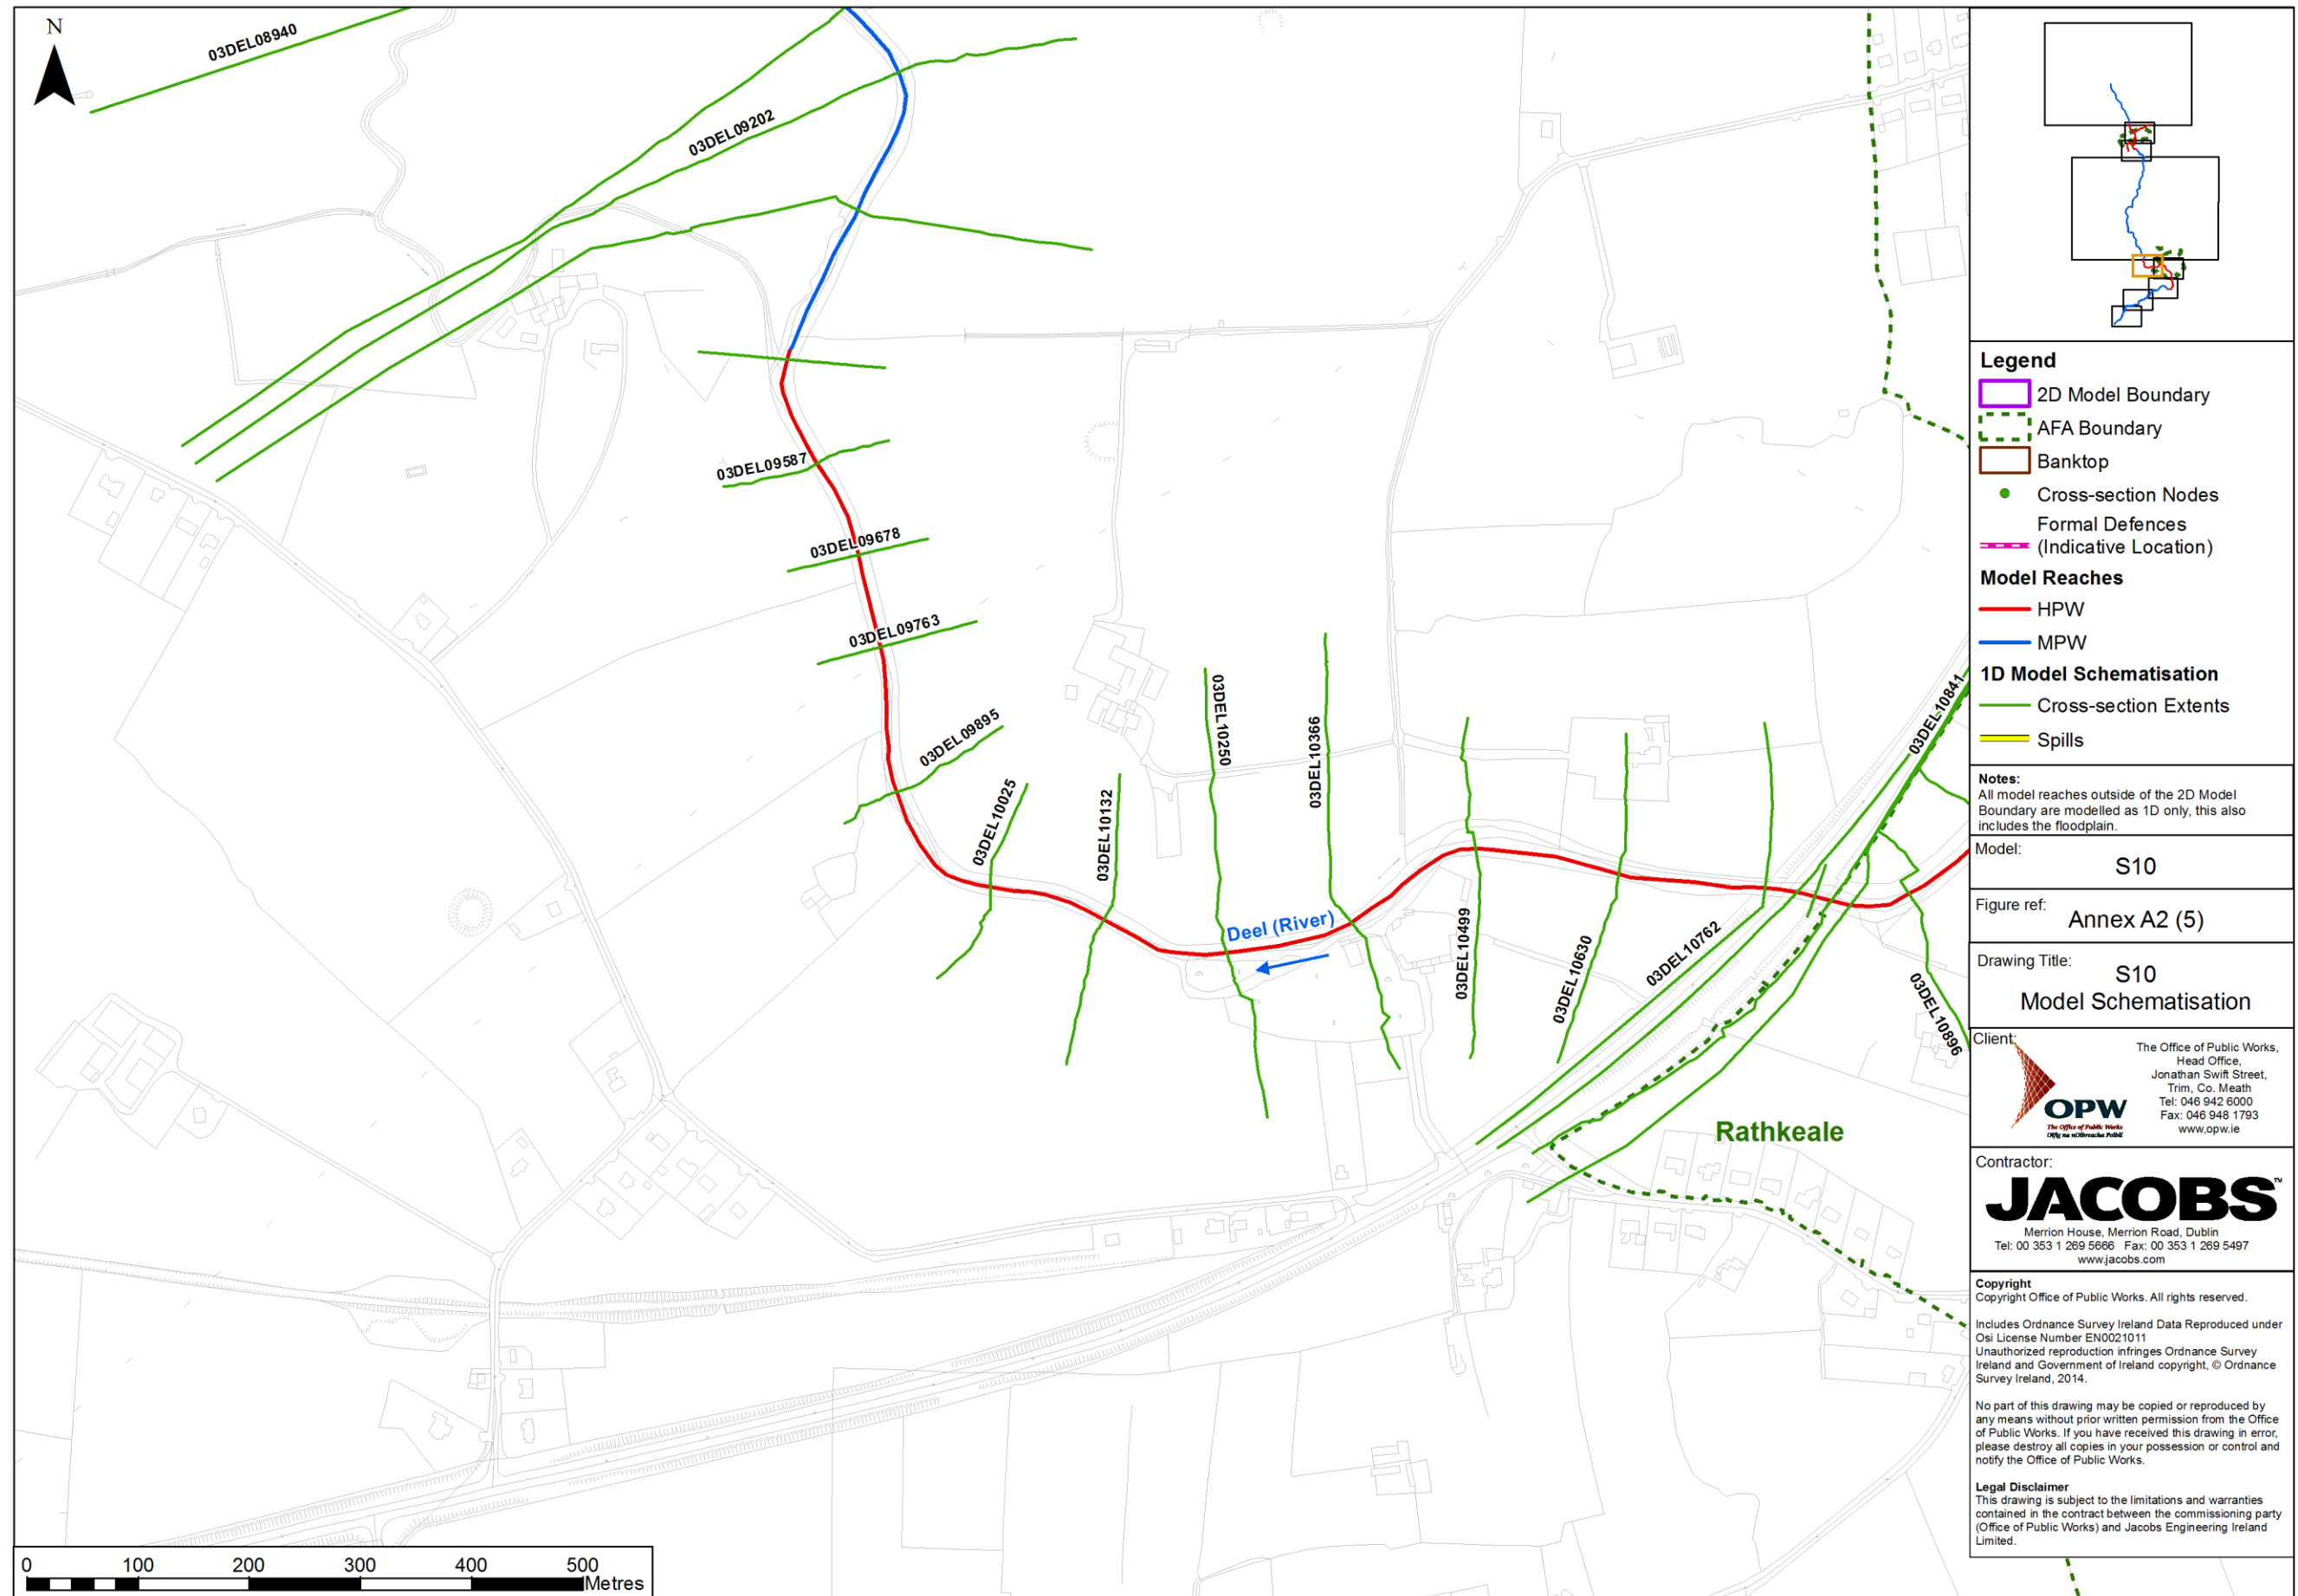 N
03DEL08940
03DEL09202
03DEL09587
03DEL09678
03DEL09763
03DEL09895
03DEL10025
03DEL10132
03DEL10250
03DEL10366
03DEL10499
03DEL10630
03DEL10762
03DEL10841
03DEL10896
Deel (River)
Rathkeale
0 100 200 300 400 500
Metres
Legend
2D Model Boundary
AFA Boundary
Banktop
Cross-section Nodes
Formal Defences
(Indicative Location)
Model Reaches
HPW
MPW
1D Model Schematisation
Cross-section Extents
Spills
Notes:
All model reaches outside of the 2D Model
Boundary are modelled as 1D only, this also
includes the floodplain.
Model:
S10
Figure ref:
Annex A2 (5)
Drawing Title:
S10
Model Schematisation
Client:
OPW
The Office of Public Works
Oifig na nOibreacha Poiblí
The Office of Public Works,
Head Office,
Jonathan Swift Street,
Trim, Co. Meath
Tel: 046 942 6000
Fax: 046 948 1793
www,opw.ie
Contractor:
JACOBS™
Merrion House, Merrion Road, Dublin
Tel: 00 353 1 269 5666 Fax: 00 353 1 269 5497
www.jacobs.com
Copyright
Copyright Office of Public Works. All rights reserved.
Includes Ordnance Survey Ireland Data Reproduced under
Osi License Number EN0021011
Unauthorized reproduction infringes Ordnance Survey
Ireland and Government of Ireland copyright, © Ordnance
Survey Ireland, 2014.
No part of this drawing may be copied or reproduced by
any means without prior written permission from the Office
of Public Works. If you have received this drawing in error,
please destroy all copies in your possession or control and
notify the Office of Public Works.
Legal Disclaimer
This drawing is subject to the limitations and warranties
contained in the contract between the commissioning party
(Office of Public Works) and Jacobs Engineering Ireland
Limited.